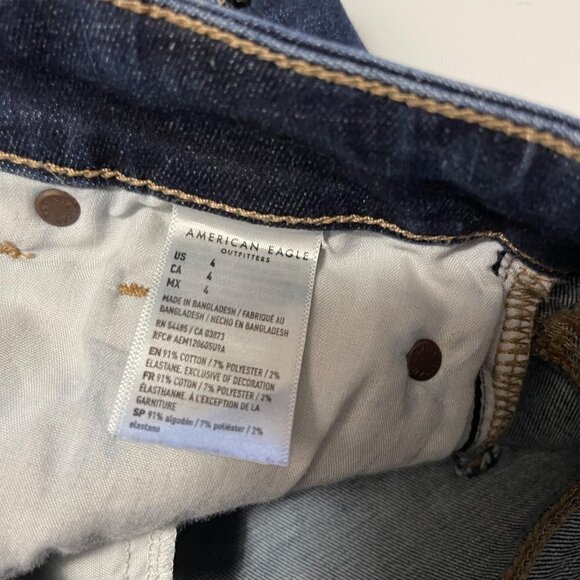 AMERICAN EAGLE
OUTFITTERS
US 4
CA 4
MX 4
MADE IN BANGLADESH / FABRIQUÉ AU
BANGLADESH / HECHO EN BANGLADESH
RN 54485 / CA 03073
RFC# AEM120605U9A
EN 91% COTTON / 7% POLYESTER / 2%
ELASTANE. EXCLUSIVE OF DECORATION
FR 91% COTON / 7% POLYESTER / 2%
ÉLASTHANNE. À L'EXCEPTION DE LA
GARNITURE
SP 91% algodón / 7% poliéster / 2%
elastano